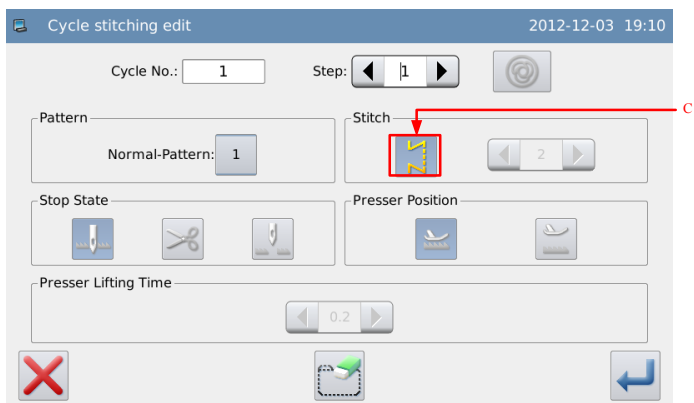 Cycle stitching edit 2012-12-03 19:10
Cycle No.: 1 Step: 1
C
Pattern Stitch
Normal-Pattern: 1 2
Stop State Presser Position
Presser Lifting Time
0.2